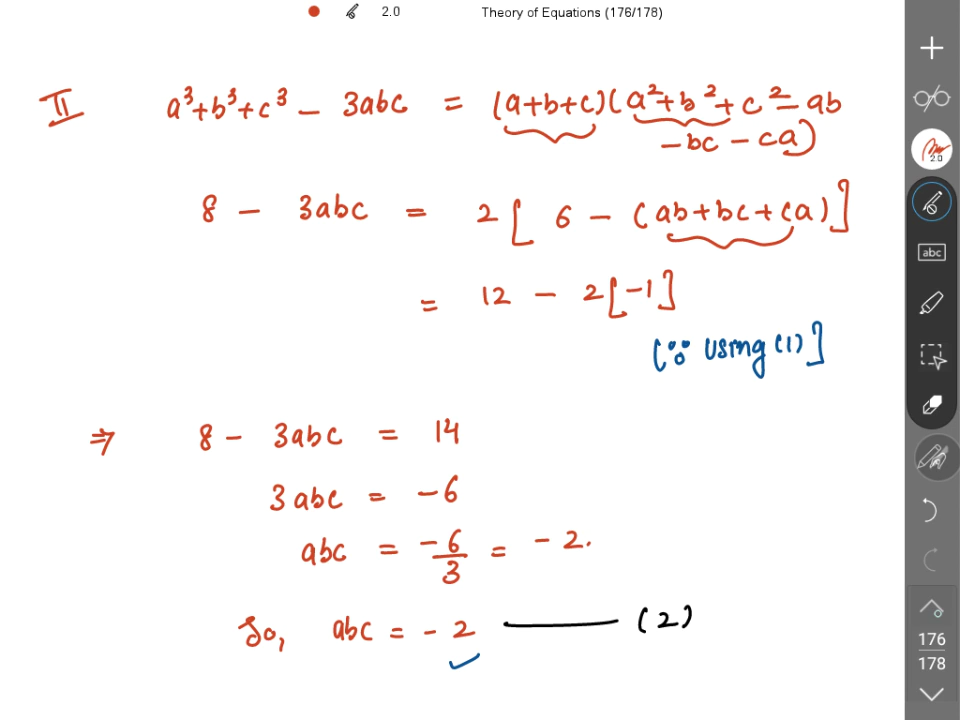 2.0 Theory of Equations (176/178)
II a³+b³+c³ – 3abc = (a+b+c)(a²+b²+c²–ab
–bc – ca)
8 – 3abc = 2[ 6 – (ab+bc+ca)]
= 12 – 2[–1]
(∵ using (1)]
⇒ 8 – 3abc = 14
3abc = –6
abc = –6/3 = –2.
So, abc = –2 ——— (2)
2.0
abc
176
178